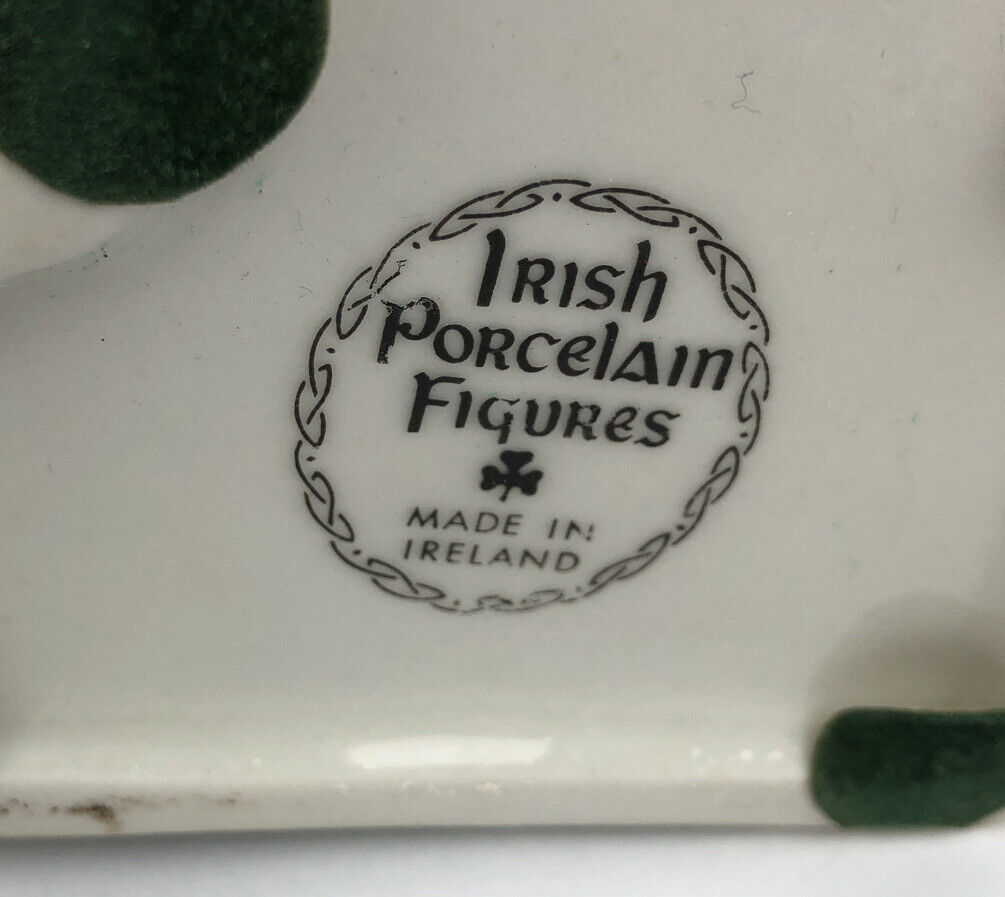 IRISh
PORCelAIN
FIGURES
MADE IN
IRELAND